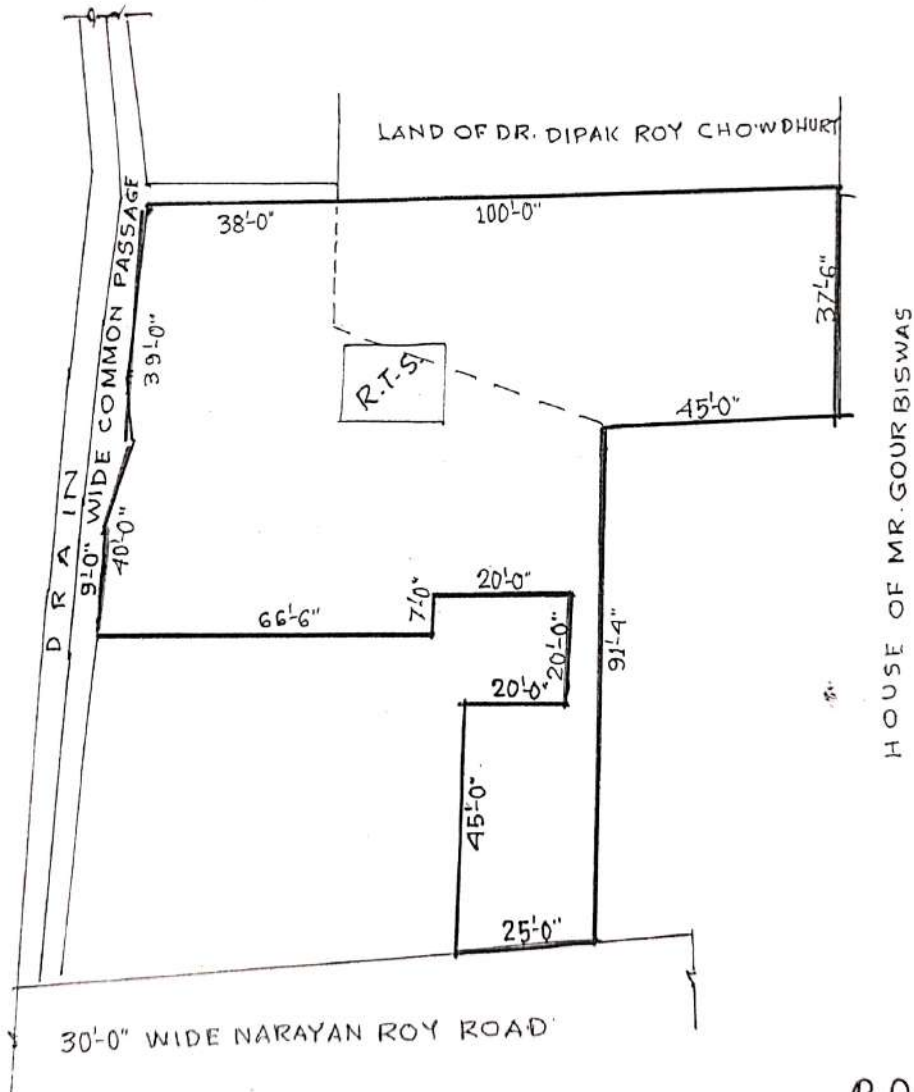 LAND OF DR. DIPAK ROY CHOWDHURY
38'-0"
100'-0"
37'-6"
9'-0" WIDE COMMON PASSAGE
39'-0"
R.T.S.
45'-0"
HOUSE OF MR. GOUR BISWAS
DRAIN
40'-0"
66'-6"
7'-0"
20'-0"
20'-0"
91'-4"
20'-0"
45'-0"
25'-0"
30'-0" WIDE NARAYAN ROY ROAD